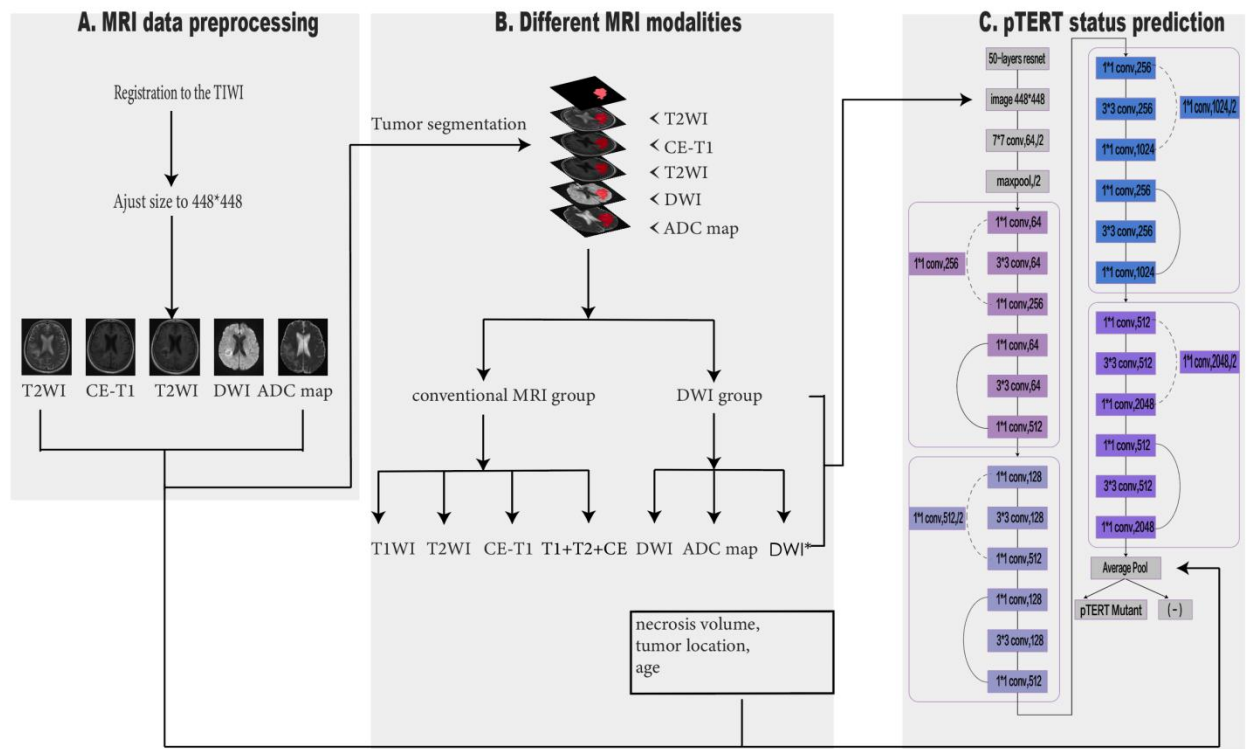 A. MRI data preprocessing
Registration to the TIWI
Ajust size to 448*448
T2WI
CE-T1
T2WI
DWI
ADC map
B. Different MRI modalities
Tumor segmentation
< T2WI
< CE-T1
< T2WI
< DWI
< ADC map
conventional MRI group
DWI group
T1WI
T2WI
CE-T1
T1+T2+CE
DWI
ADC map
DWI*
necrosis volume,
tumor location,
age
C. pTERT status prediction
50-layers resnet
image 448*448
7*7 conv,64,/2
maxpool,/2
1*1 conv,64
3*3 conv,64
1*1 conv,256
1*1 conv,256
1*1 conv,64
3*3 conv,64
1*1 conv,512
1*1 conv,128
3*3 conv,128
1*1 conv,512,/2
1*1 conv,512
1*1 conv,128
3*3 conv,128
1*1 conv,512
1*1 conv,256
3*3 conv,256
1*1 conv,1024,/2
1*1 conv,1024
1*1 conv,256
3*3 conv,256
1*1 conv,1024
1*1 conv,512
3*3 conv,512
1*1 conv,2048,/2
1*1 conv,2048
1*1 conv,512
3*3 conv,512
1*1 conv,2048
Average Pool
pTERT Mutant
(-)